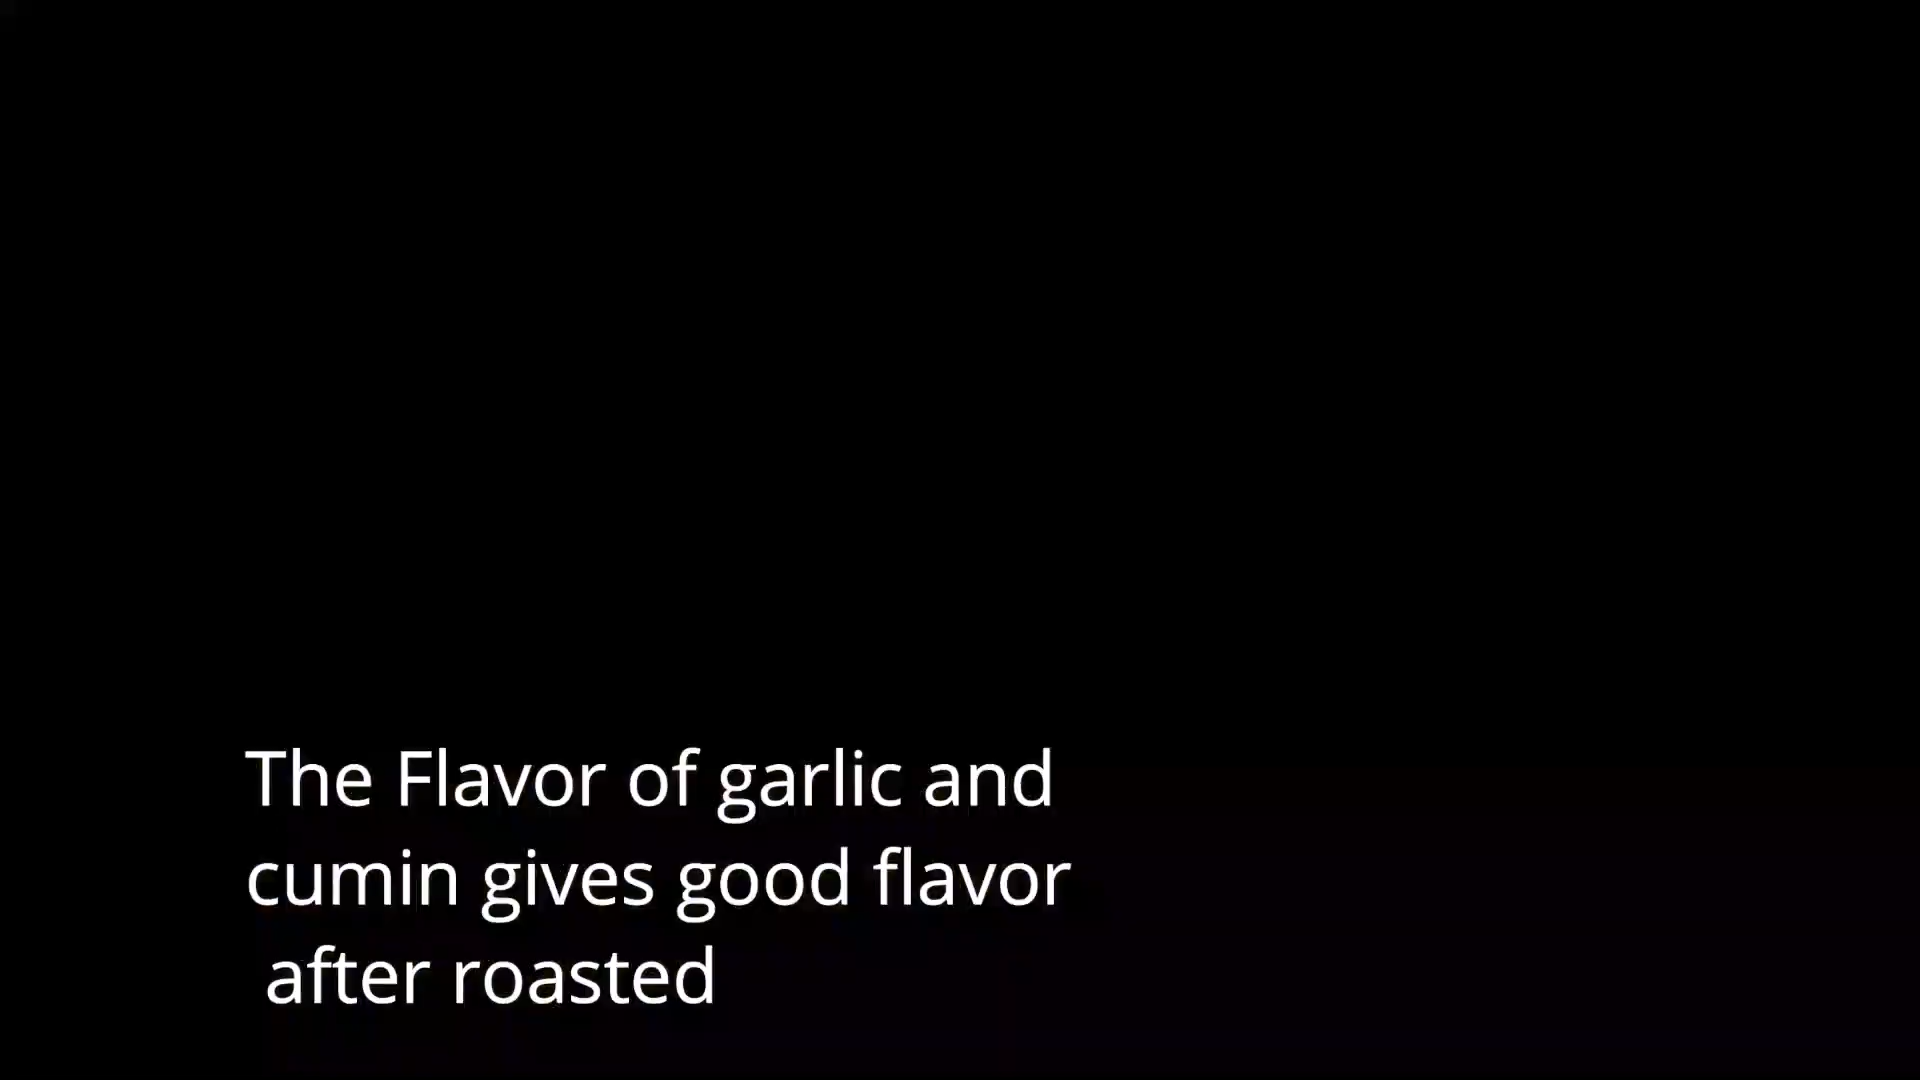 The Flavor of garlic and
cumin gives good flavor
after roasted